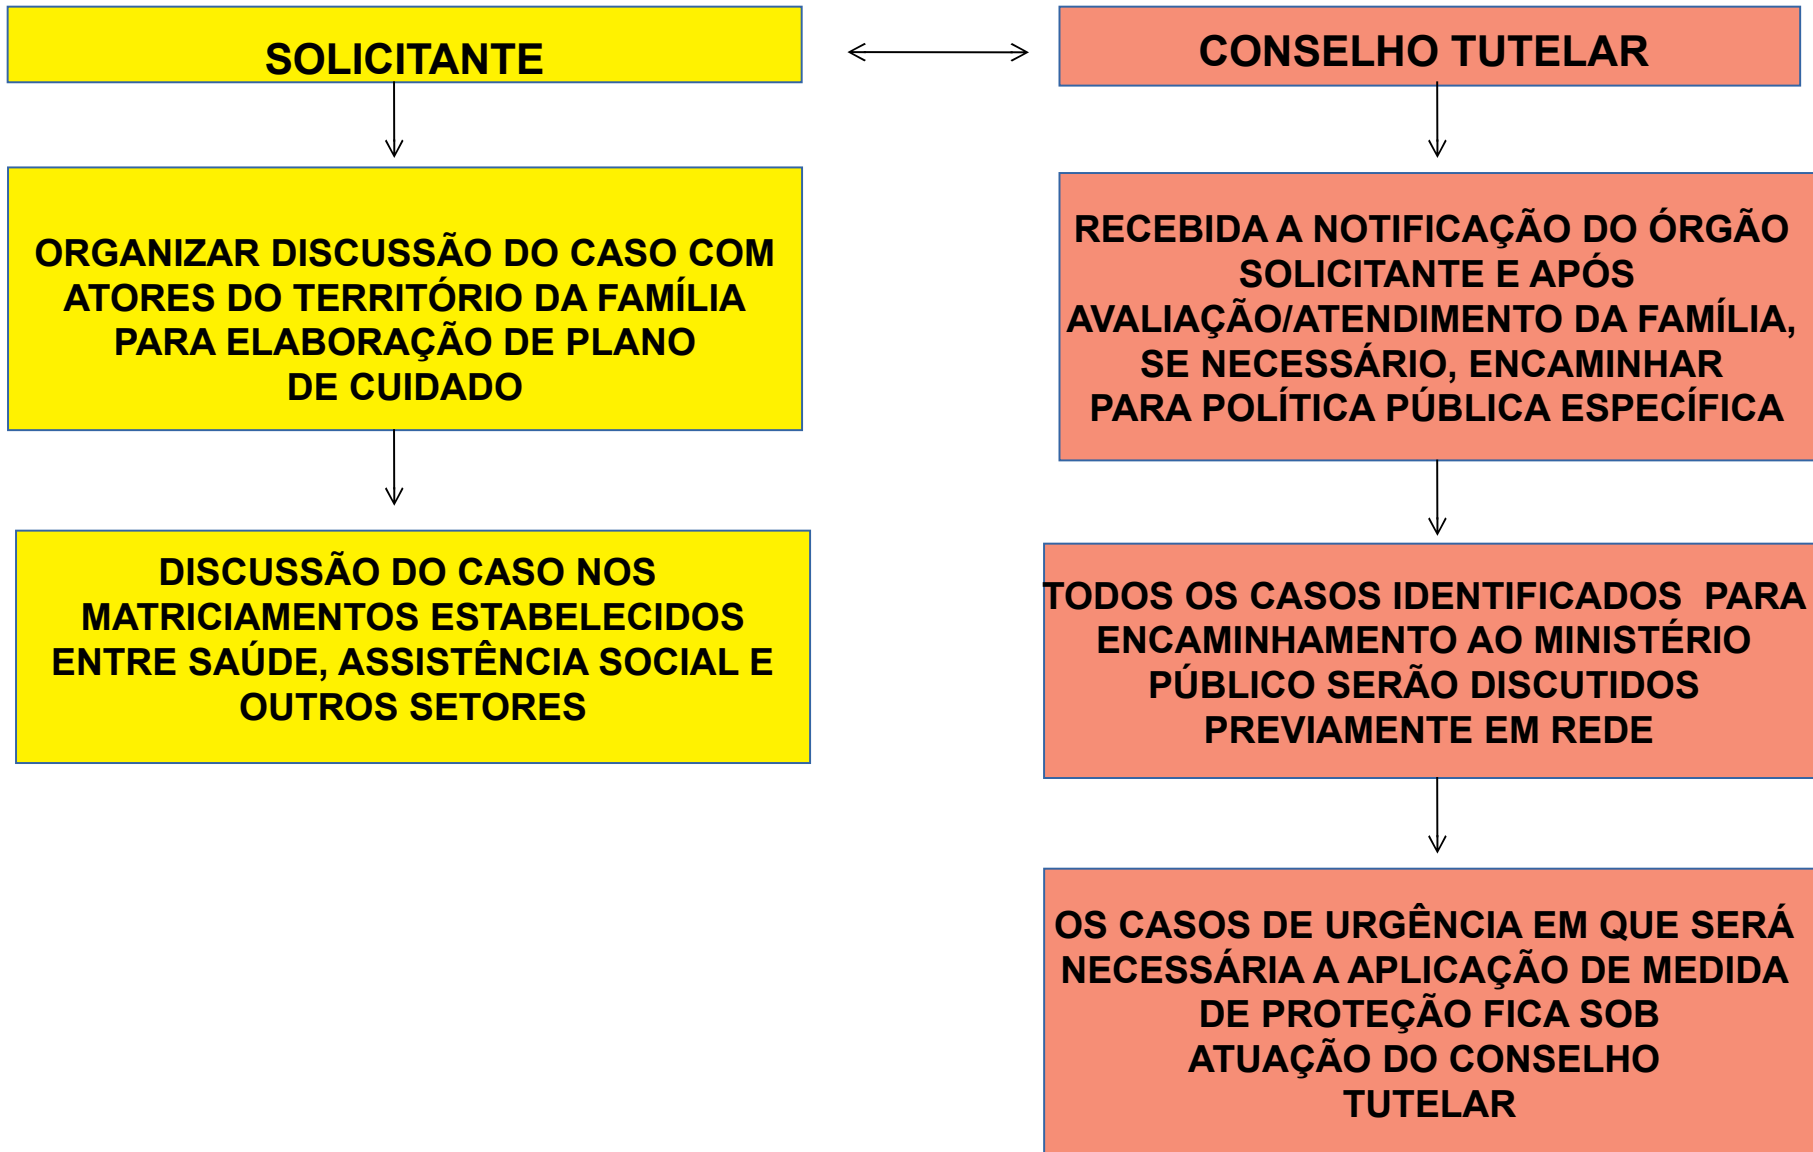 SOLICITANTE
ORGANIZAR DISCUSSÃO DO CASO COM
ATORES DO TERRITÓRIO DA FAMÍLIA
PARA ELABORAÇÃO DE PLANO
DE CUIDADO
DISCUSSÃO DO CASO NOS
MATRICIAMENTOS ESTABELECIDOS
ENTRE SAÚDE, ASSISTÊNCIA SOCIAL E
OUTROS SETORES
CONSELHO TUTELAR
RECEBIDA A NOTIFICAÇÃO DO ÓRGÃO
SOLICITANTE E APÓS
AVALIAÇÃO/ATENDIMENTO DA FAMÍLIA,
SE NECESSÁRIO, ENCAMINHAR
PARA POLÍTICA PÚBLICA ESPECÍFICA
TODOS OS CASOS IDENTIFICADOS PARA
ENCAMINHAMENTO AO MINISTÉRIO
PÚBLICO SERÃO DISCUTIDOS
PREVIAMENTE EM REDE
OS CASOS DE URGÊNCIA EM QUE SERÁ
NECESSÁRIA A APLICAÇÃO DE MEDIDA
DE PROTEÇÃO FICA SOB
ATUAÇÃO DO CONSELHO
TUTELAR